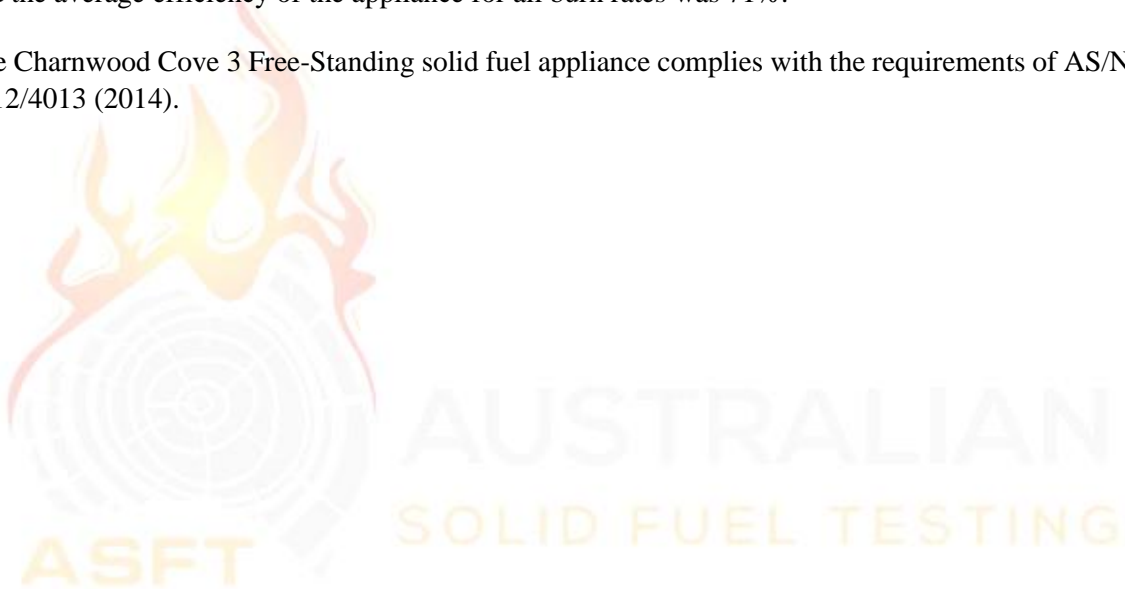 the average efficiency of the appliance for all burn rates was 71%.
Charnwood Cove 3 Free-Standing solid fuel appliance complies with the requirements of AS/N
12/4013 (2014).
AUSTRALIAN
SOLID FUEL TESTING
ASFT